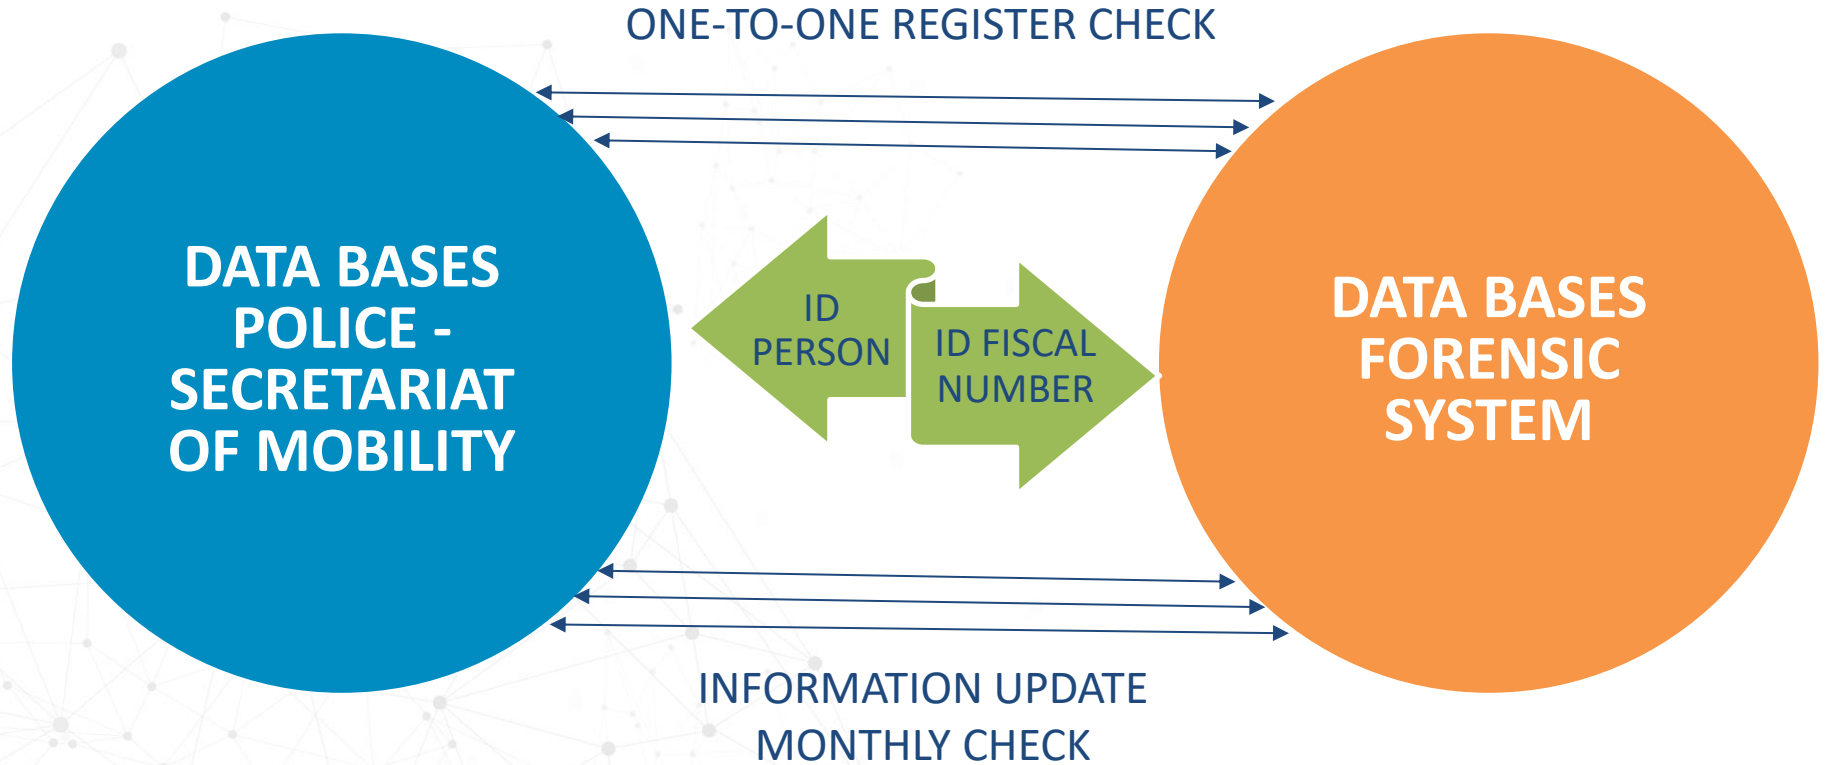 ONE-TO-ONE REGISTER CHECK
DATA BASES
POLICE -
SECRETARIAT
OF MOBILITY
ID
PERSON
ID FISCAL
NUMBER
DATA BASES
FORENSIC
SYSTEM
INFORMATION UPDATE
MONTHLY CHECK